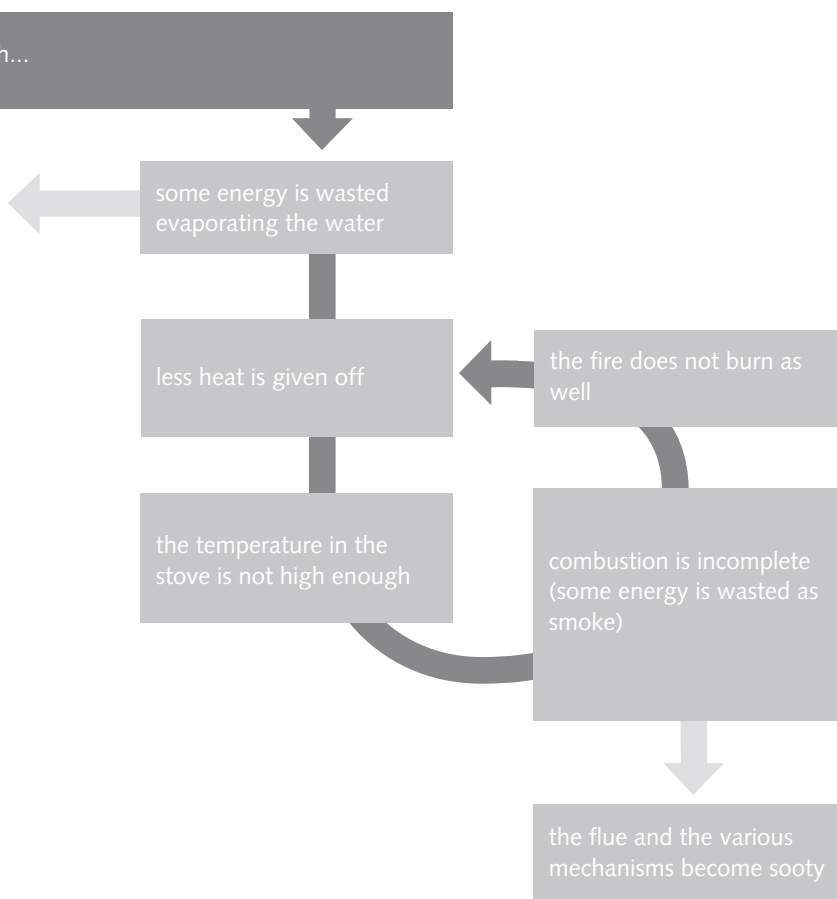 some energy is wasted
evaporating the water
less heat is given off
the fire does not burn as
well
the temperature in the
stove is not high enough
combustion is incomplete
(some energy is wasted as
smoke)
the flue and the various
mechanisms become sooty